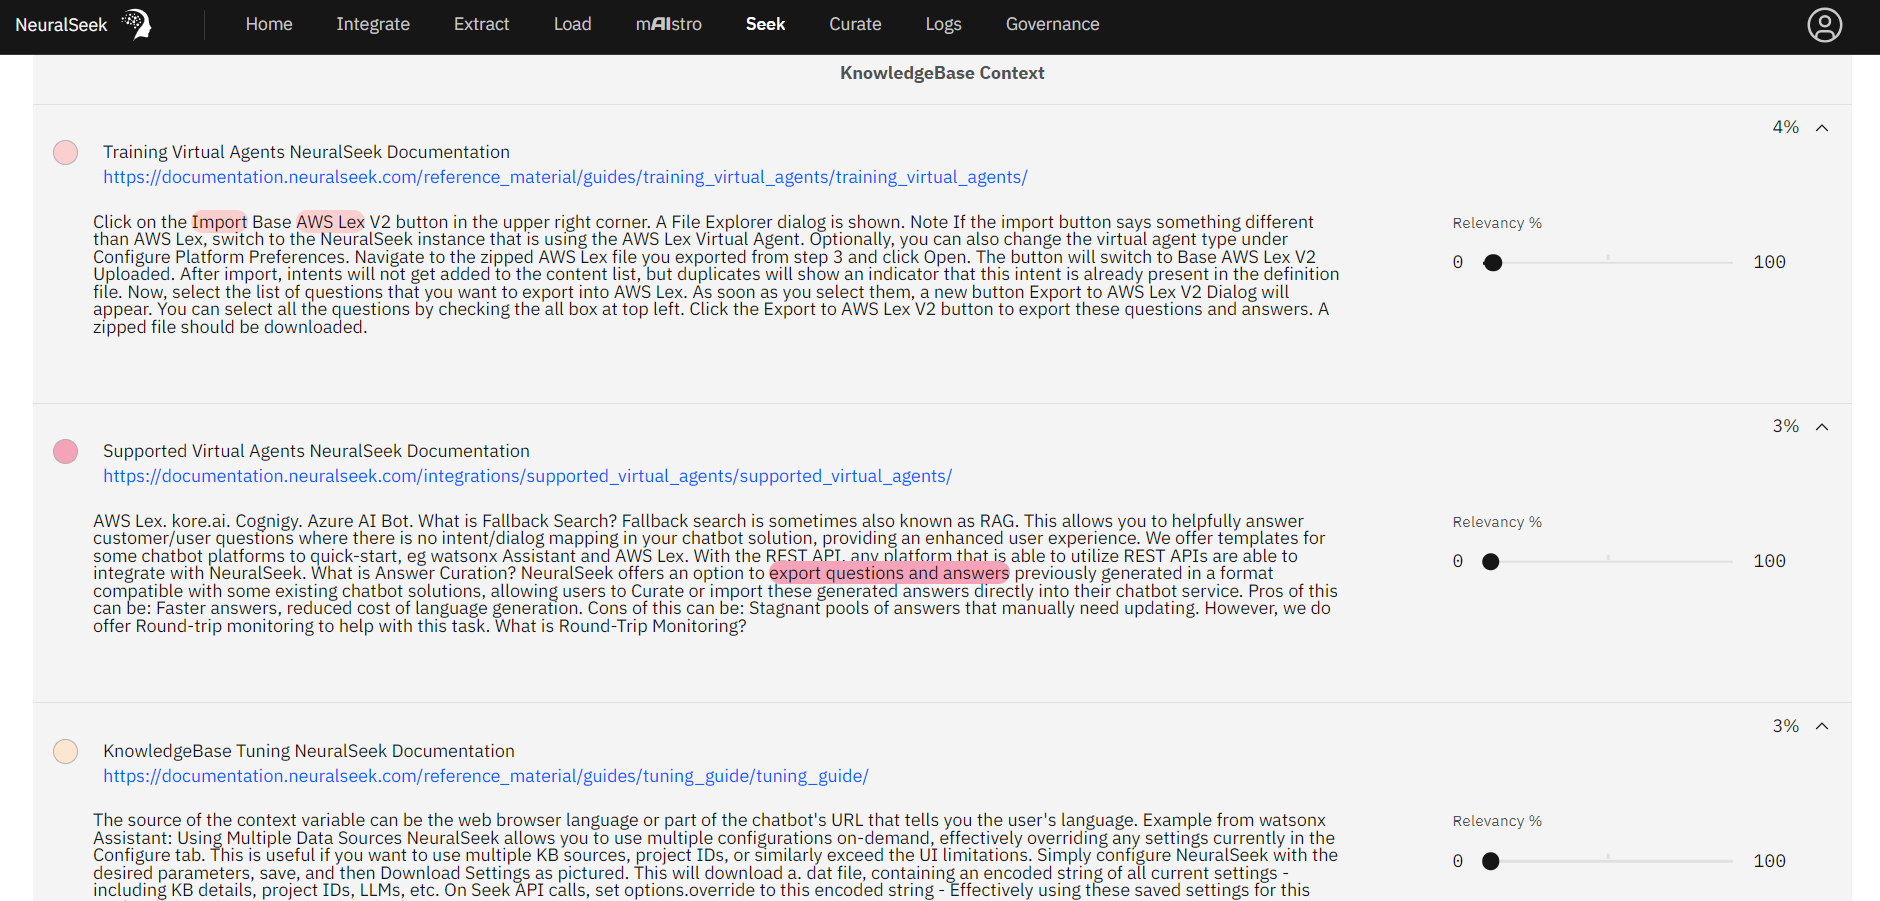 NeuralSeek
Home Integrate Extract Load mAIstro Seek Curate Logs Governance
KnowledgeBase Context
4%
Training Virtual Agents NeuralSeek Documentation
https://documentation.neuralseek.com/reference_material/guides/training_virtual_agents/training_virtual_agents/
Click on the Import Base AWS Lex V2 button in the upper right corner. A File Explorer dialog is shown. Note If the import button says something different
than AWS Lex, switch to the NeuralSeek instance that is using the AWS Lex Virtual Agent. Optionally, you can also change the virtual agent type under
Configure Platform Preferences. Navigate to the zipped AWS Lex file you exported from step 3 and click Open. The button will switch to Base AWS Lex V2
Uploaded. After import, intents will not get added to the content list, but duplicates will show an indicator that this intent is already present in the definition
file. Now, select the list of questions that you want to export into AWS Lex. As soon as you select them, a new button Export to AWS Lex V2 Dialog will
appear. You can select all the questions by checking the all box at top left. Click the Export to AWS Lex V2 button to export these questions and answers. A
zipped file should be downloaded.
Relevancy %
0 100
3%
Supported Virtual Agents NeuralSeek Documentation
https://documentation.neuralseek.com/integrations/supported_virtual_agents/supported_virtual_agents/
AWS Lex. kore.ai. Cognigy. Azure AI Bot. What is Fallback Search? Fallback search is sometimes also known as RAG. This allows you to helpfully answer
customer/user questions where there is no intent/dialog mapping in your chatbot solution, providing an enhanced user experience. We offer templates for
some chatbot platforms to quick-start, eg watsonx Assistant and AWS Lex. With the REST API, any platform that is able to utilize REST APIs are able to
integrate with NeuralSeek. What is Answer Curation? NeuralSeek offers an option to export questions and answers previously generated in a format
compatible with some existing chatbot solutions, allowing users to Curate or import these generated answers directly into their chatbot service. Pros of this
can be: Faster answers, reduced cost of language generation. Cons of this can be: Stagnant pools of answers that manually need updating. However, we do
offer Round-trip monitoring to help with this task. What is Round-Trip Monitoring?
Relevancy %
0 100
3%
KnowledgeBase Tuning NeuralSeek Documentation
https://documentation.neuralseek.com/reference_material/guides/tuning_guide/tuning_guide/
The source of the context variable can be the web browser language or part of the chatbot's URL that tells you the user's language. Example from watsonx
Assistant: Using Multiple Data Sources NeuralSeek allows you to use multiple configurations on-demand, effectively overriding any settings currently in the
Configure tab. This is useful if you want to use multiple KB sources, project IDs, or similarly exceed the UI limitations. Simply configure NeuralSeek with the
desired parameters, save, and then Download Settings as pictured. This will download a. dat file, containing an encoded string of all current settings -
including KB details, project IDs, LLMs, etc. On Seek API calls, set options.override to this encoded string - Effectively using these saved settings for this
Relevancy %
0 100